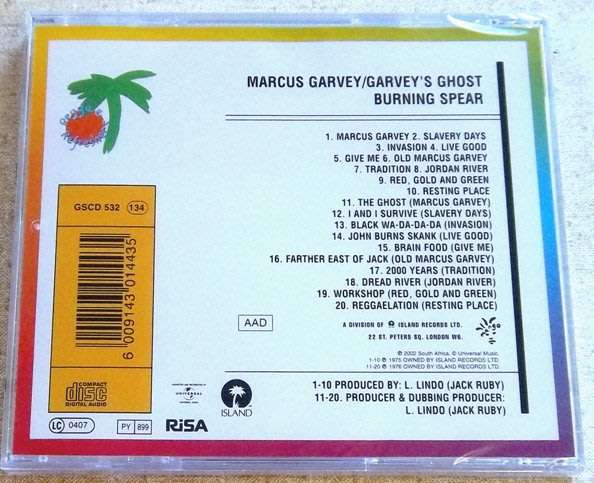 MARCUS GARVEY/GARVEY'S GHOST
BURNING SPEAR
1. MARCUS GARVEY 2. SLAVERY DAYS
3. INVASION 4. LIVE GOOD
5. GIVE ME 6. OLD MARCUS GARVEY
7. TRADITION 8. JORDAN RIVER
9. RED, GOLD AND GREEN
10. RESTING PLACE
11. THE GHOST (MARCUS GARVEY)
12. I AND I SURVIVE (SLAVERY DAYS)
13. BLACK WA-DA-DA-DA (INVASION)
14. JOHN BURNS SKANK (LIVE GOOD)
15. BRAIN FOOD (GIVE ME)
16. FARTHER EAST OF JACK (OLD MARCUS GARVEY)
17. 2000 YEARS (TRADITION)
18. DREAD RIVER (JORDAN RIVER)
19. WORKSHOP (RED, GOLD AND GREEN)
20. REGGAELATION (RESTING PLACE)
GSCD 532 134
6 009143 014435
AAD
A DIVISION OF ISLAND RECORDS LTD.
22 ST. PETERS SQ. LONDON W6.
℗ 2002 South Africa. © Universal Music.
1-10 ℗ 1975 OWNED BY ISLAND RECORDS LTD.
11-20 ℗ 1976 OWNED BY ISLAND RECORDS LTD
1-10 PRODUCED BY: L. LINDO (JACK RUBY)
11-20. PRODUCER & DUBBING PRODUCER:
L. LINDO (JACK RUBY)
COMPACT
disc
DIGITAL AUDIO
UNIVERSAL
ISLAND
LC 0407
PY 899
RiSA